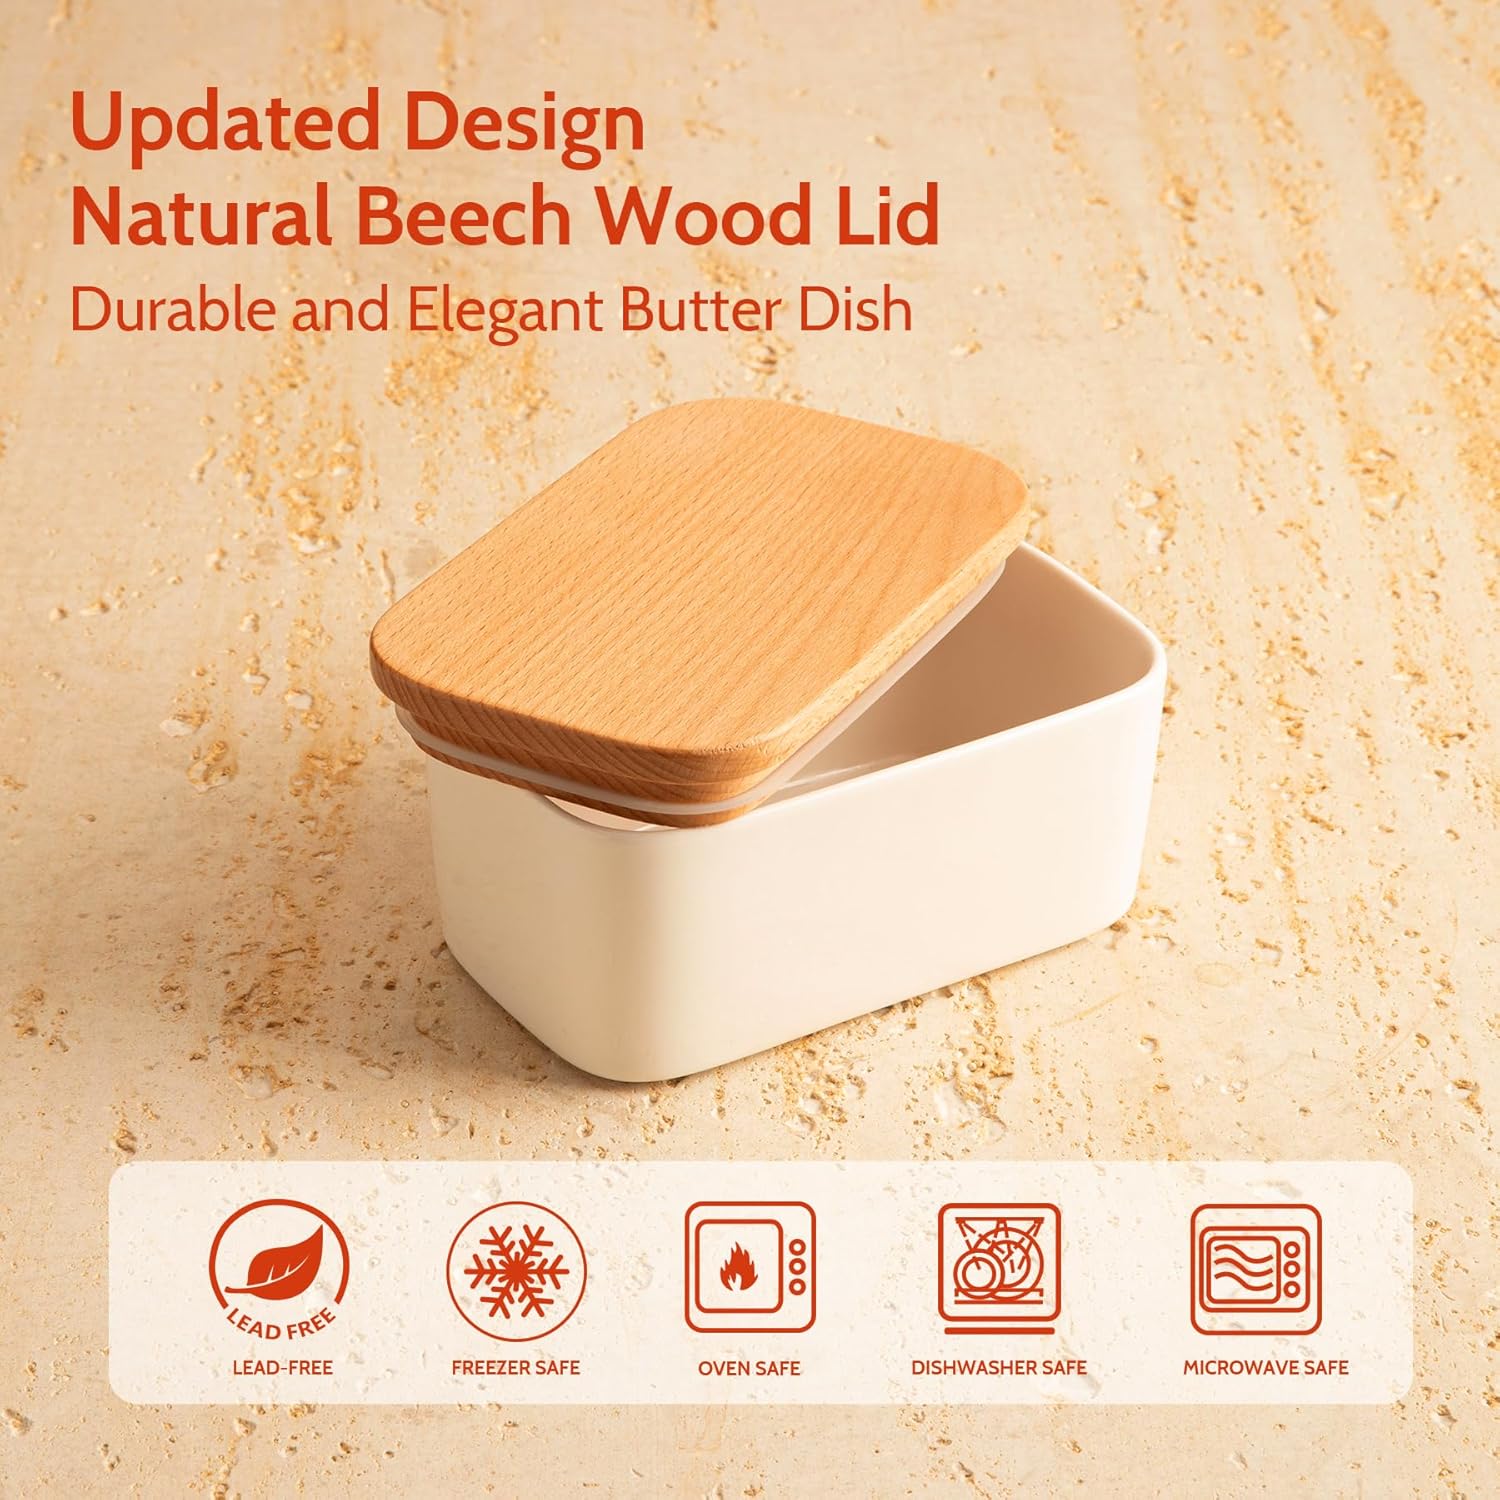 Updated Design
Natural Beech Wood Lid
Durable and Elegant Butter Dish
LEAD FREE
LEAD-FREE
FREEZER SAFE
OVEN SAFE
DISHWASHER SAFE
MICROWAVE SAFE